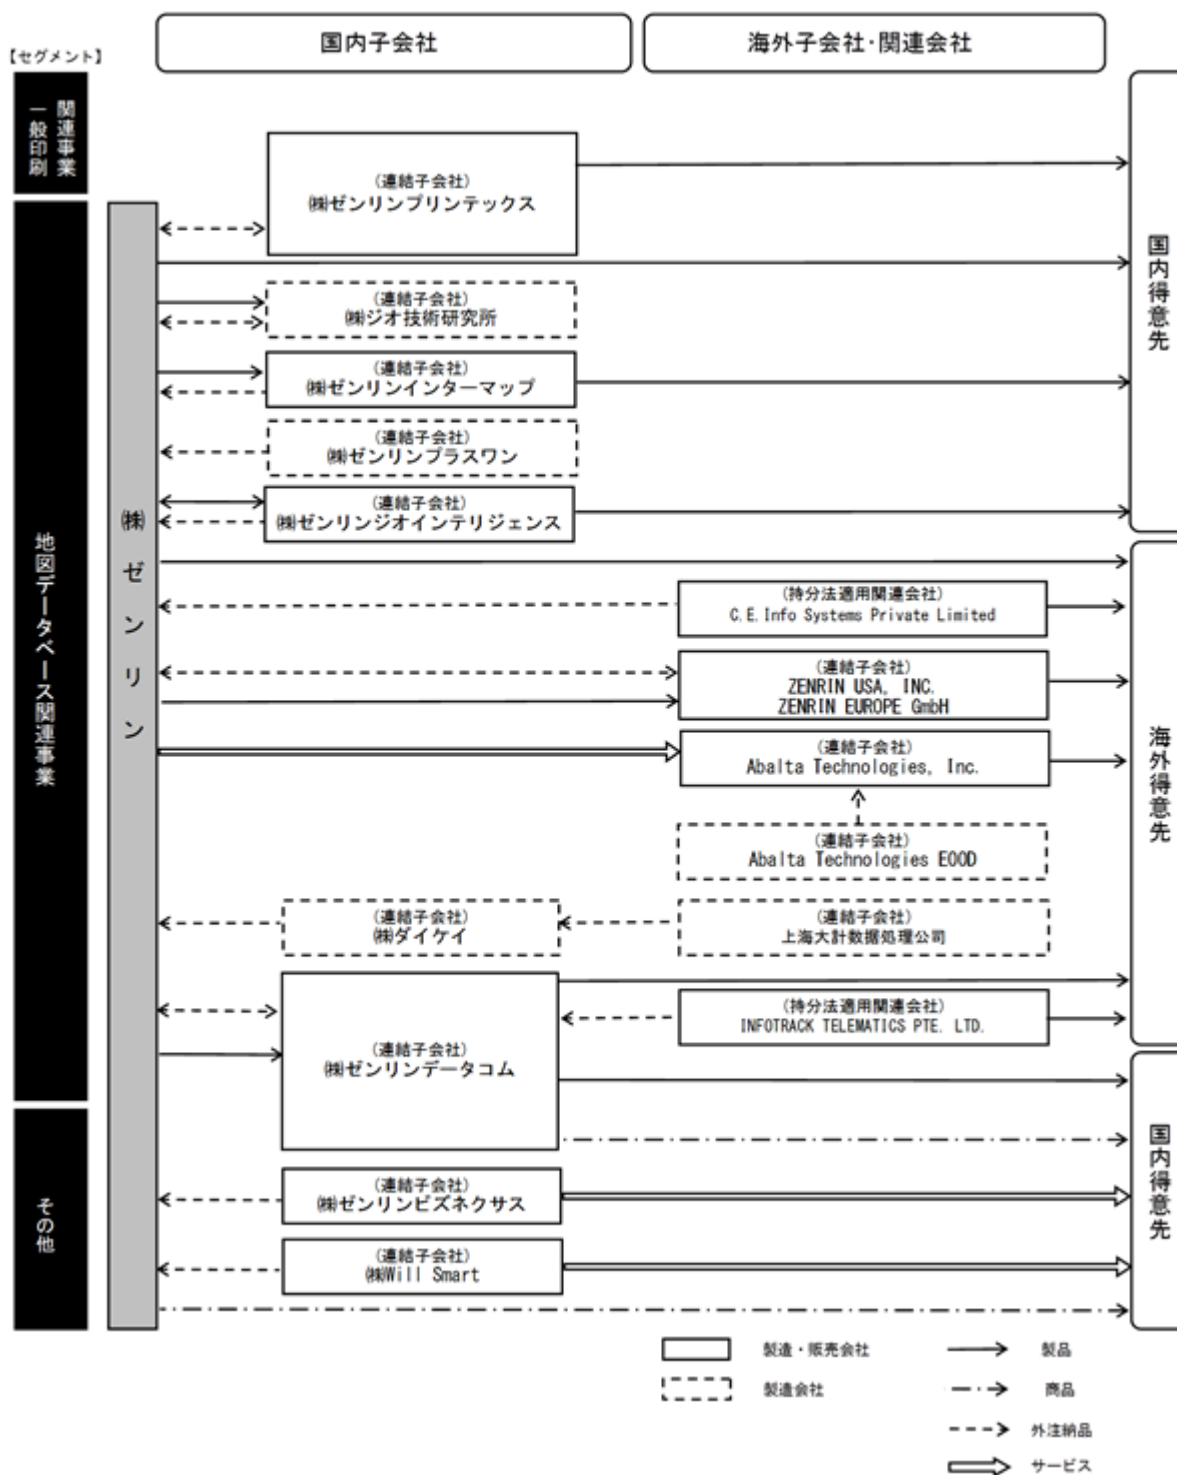 国内子会社
海外子会社・関連会社
【セグメント】
一般印刷
関連事業
(連結子会社)
㈱ゼンリンプリンテックス
国内得意先
(連結子会社)
㈱ジオ技術研究所
(連結子会社)
㈱ゼンリンインターマップ
(連結子会社)
㈱ゼンリンプラスワン
(連結子会社)
㈱ゼンリンジオインテリジェンス
㈱ゼンリン
地図データベース関連事業
(持分法適用関連会社)
C.E.Info Systems Private Limited
(連結子会社)
ZENRIN USA, INC.
ZENRIN EUROPE GmbH
(連結子会社)
Abalta Technologies, Inc.
海外得意先
(連結子会社)
Abalta Technologies EOOD
(連結子会社)
㈱ダイケイ
(連結子会社)
上海大計数据処理公司
(持分法適用関連会社)
INFOTRACK TELEMATICS PTE. LTD.
(連結子会社)
㈱ゼンリンデータコム
国内得意先
(連結子会社)
㈱ゼンリンビズネクサス
その他
(連結子会社)
㈱Will Smart
製造・販売会社
製品
製造会社
商品
外注納品
サービス